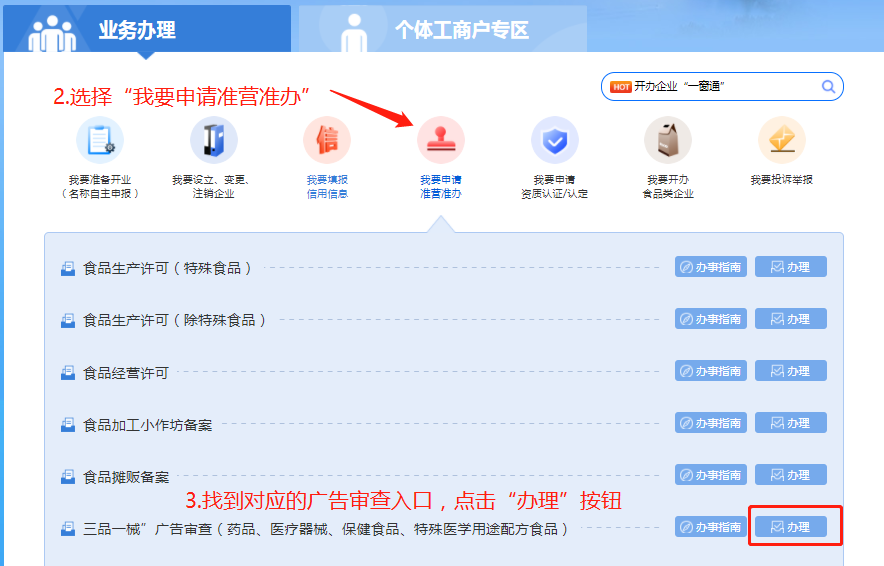 业务办理
个体工商户专区
2.选择“我要申请准营准办”
HOT 开办企业“一窗通”
我要准备开业
（名称自主申报）
我要设立、变更、
注销企业
我要填报
信用信息
我要申请
准营准办
我要申请
资质认证/认定
我要开办
食品类企业
我要投诉举报
食品生产许可（特殊食品） 办事指南 办理
食品生产许可（除特殊食品） 办事指南 办理
食品经营许可 办事指南 办理
食品加工小作坊备案 办事指南 办理
食品摊贩备案 办事指南 办理
3.找到对应的广告审查入口，点击“办理”按钮
三品一械”广告审查（药品、医疗器械、保健食品、特殊医学用途配方食品） 办事指南 办理